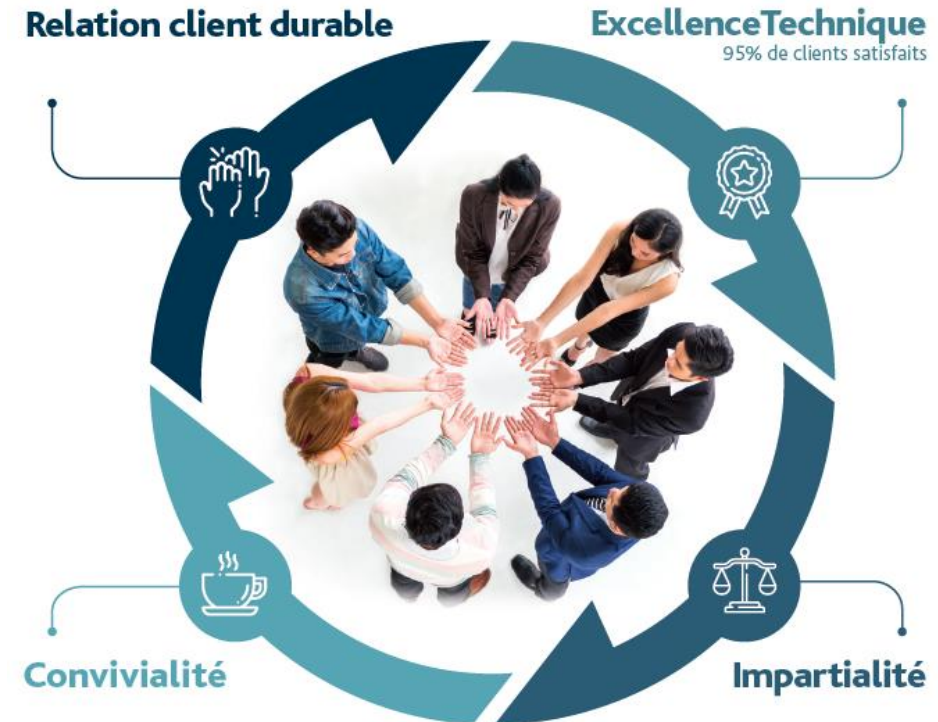 Relation client durable
ExcellenceTechnique
95% de clients satisfaits
Convivialité
Impartialité